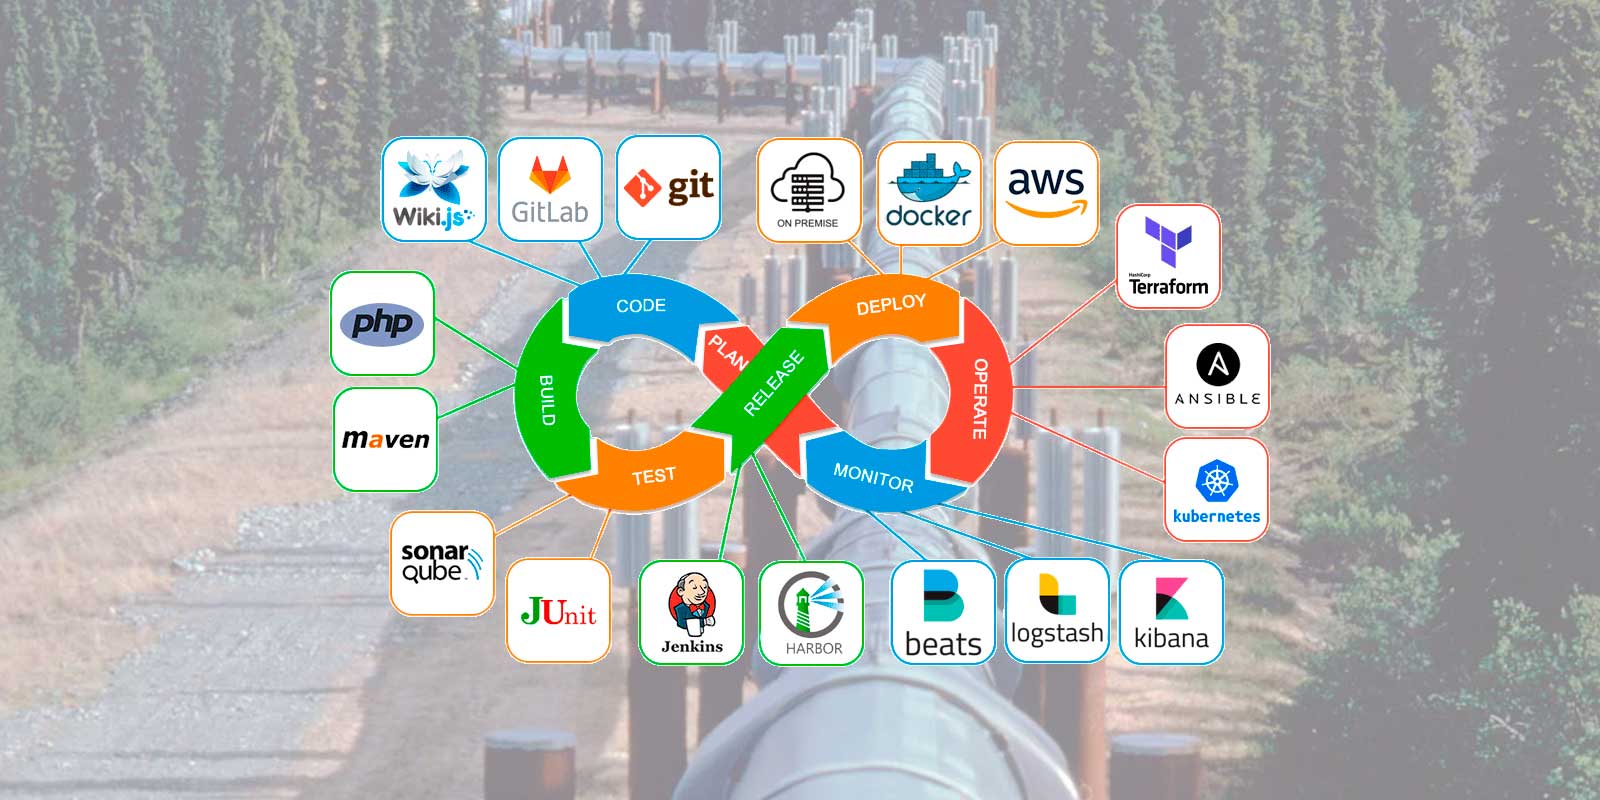 Wiki.js
GitLab
git
ON PREMISE
docker
aws
HashiCorp
Terraform
php
CODE
DEPLOY
PLAN
RELEASE
BUILD
OPERATE
ANSIBLE
maven
TEST
MONITOR
kubernetes
sonar
qube
JUnit
Jenkins
HARBOR
beats
logstash
kibana